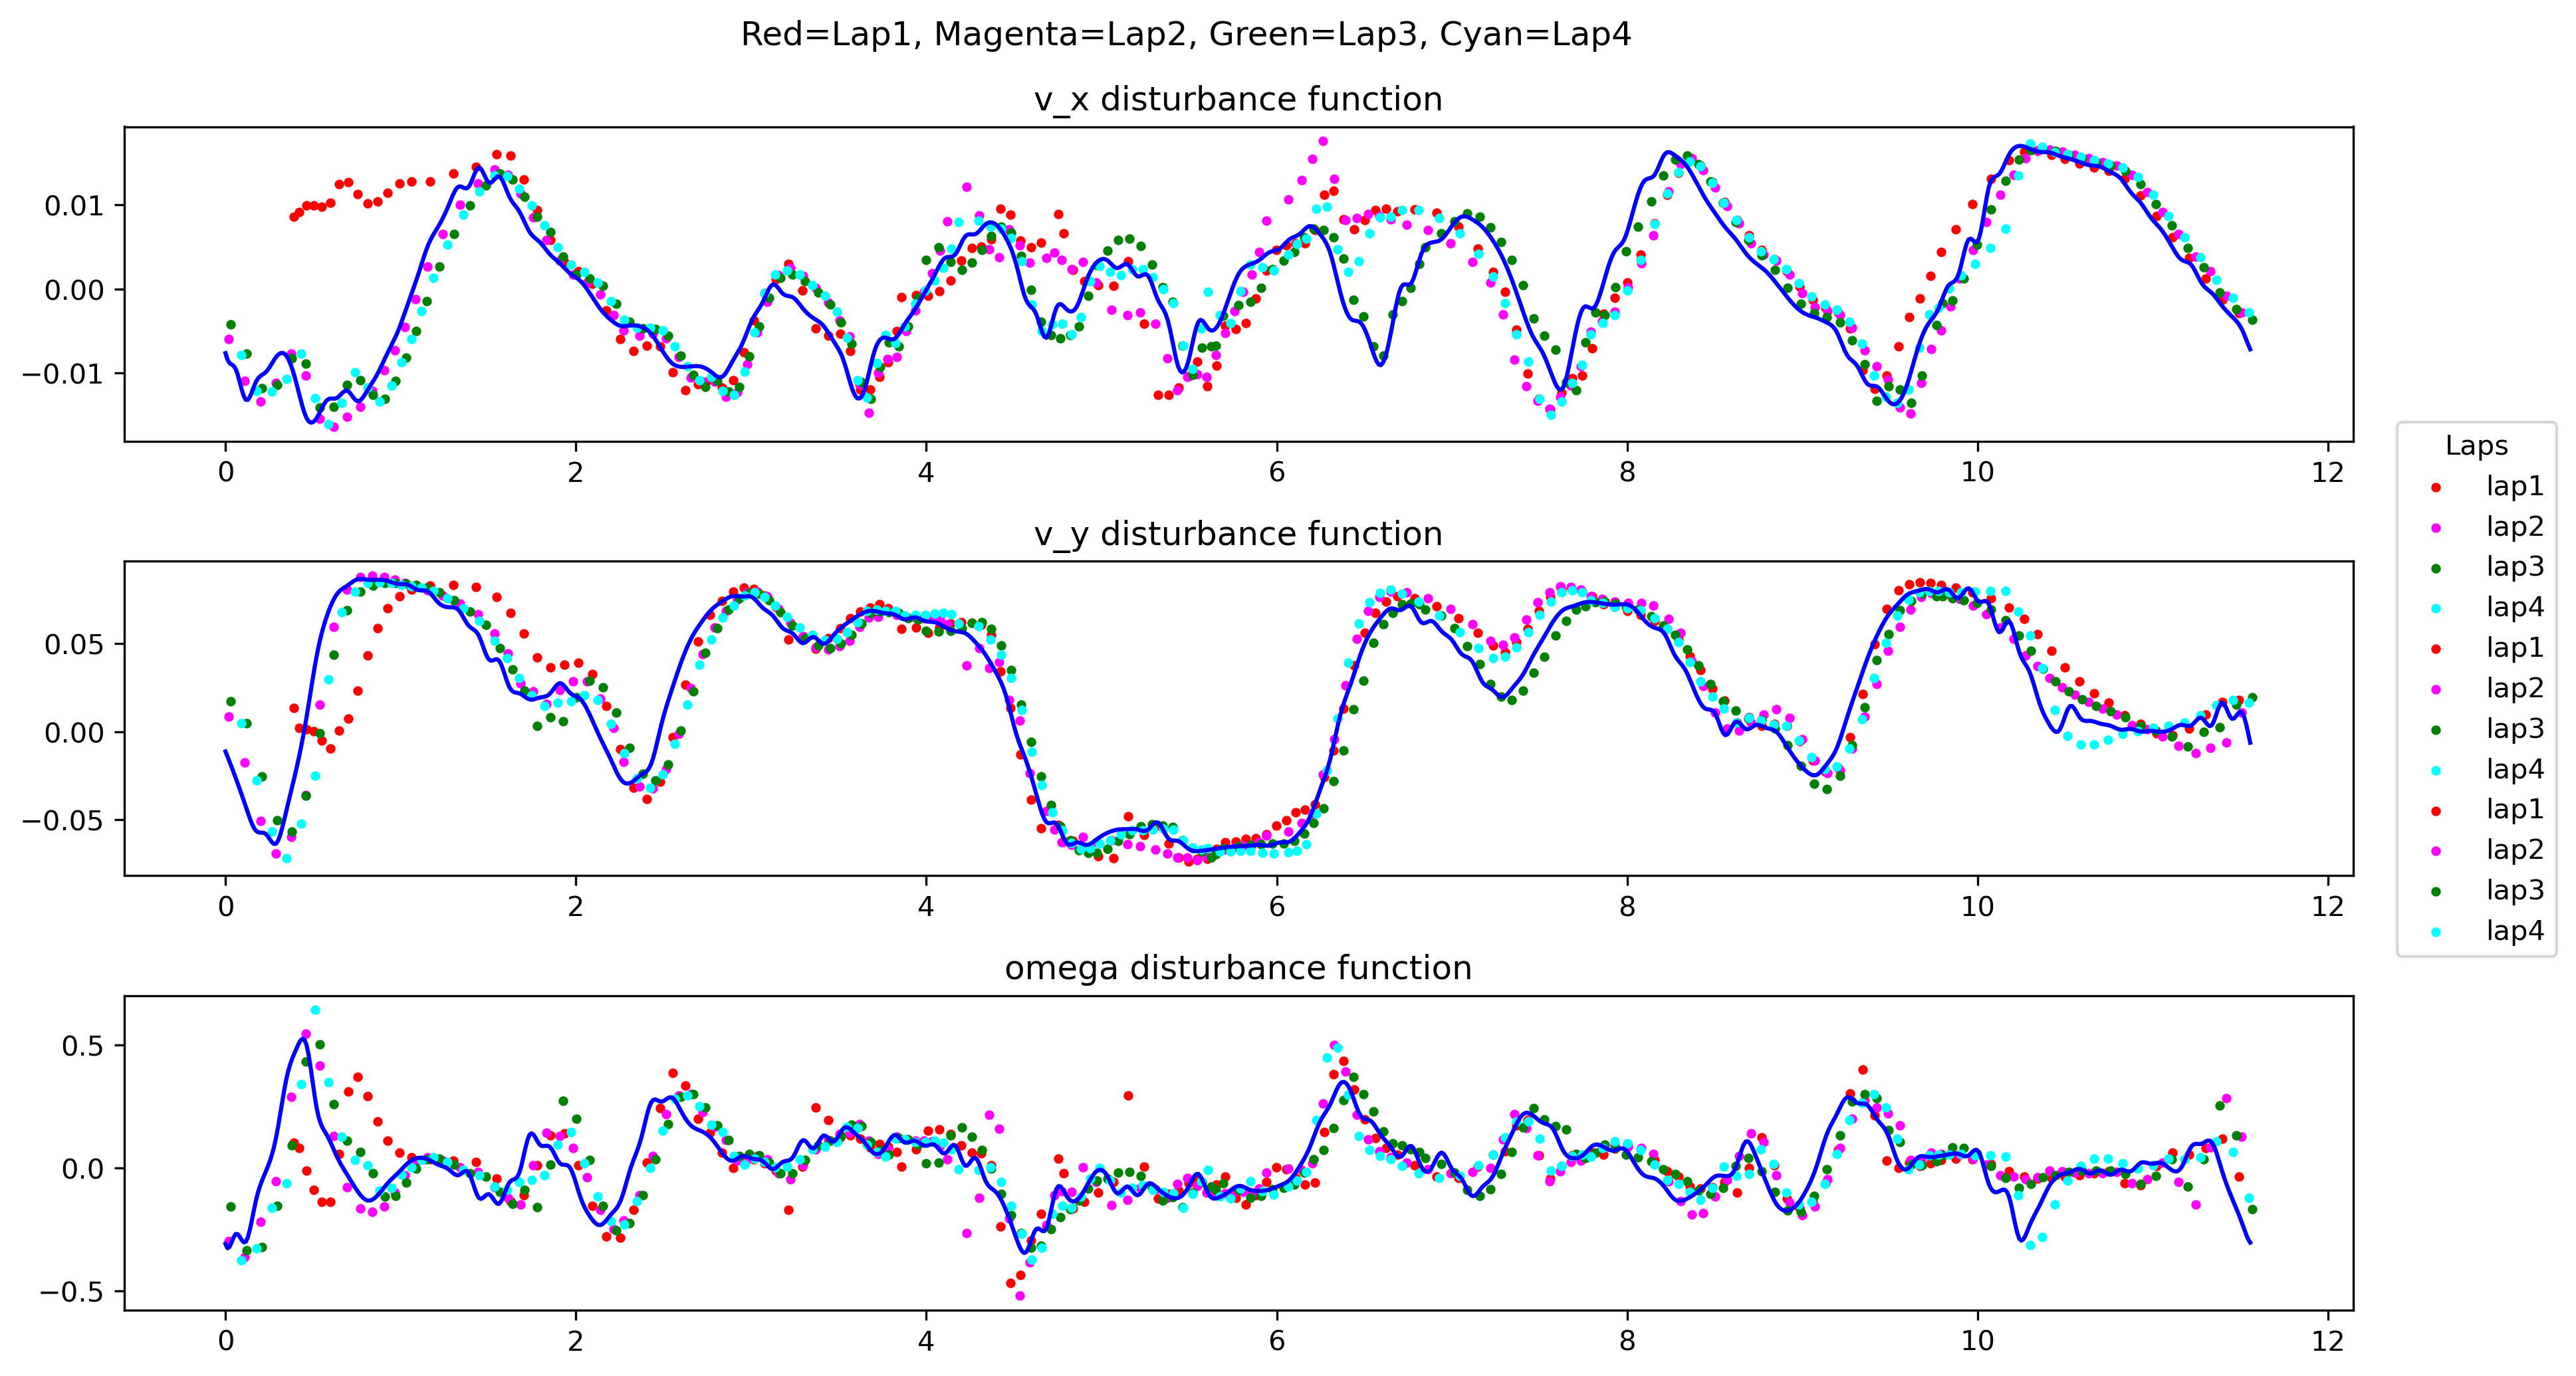 Red=Lap1, Magenta=Lap2, Green=Lap3, Cyan=Lap4
v_x disturbance function
0.01
0.00
−0.01
0 2 4 6 8 10 12
v_y disturbance function
0.05
0.00
−0.05
0 2 4 6 8 10 12
omega disturbance function
0.5
0.0
−0.5
0 2 4 6 8 10 12
Laps
lap1
lap2
lap3
lap4
lap1
lap2
lap3
lap4
lap1
lap2
lap3
lap4